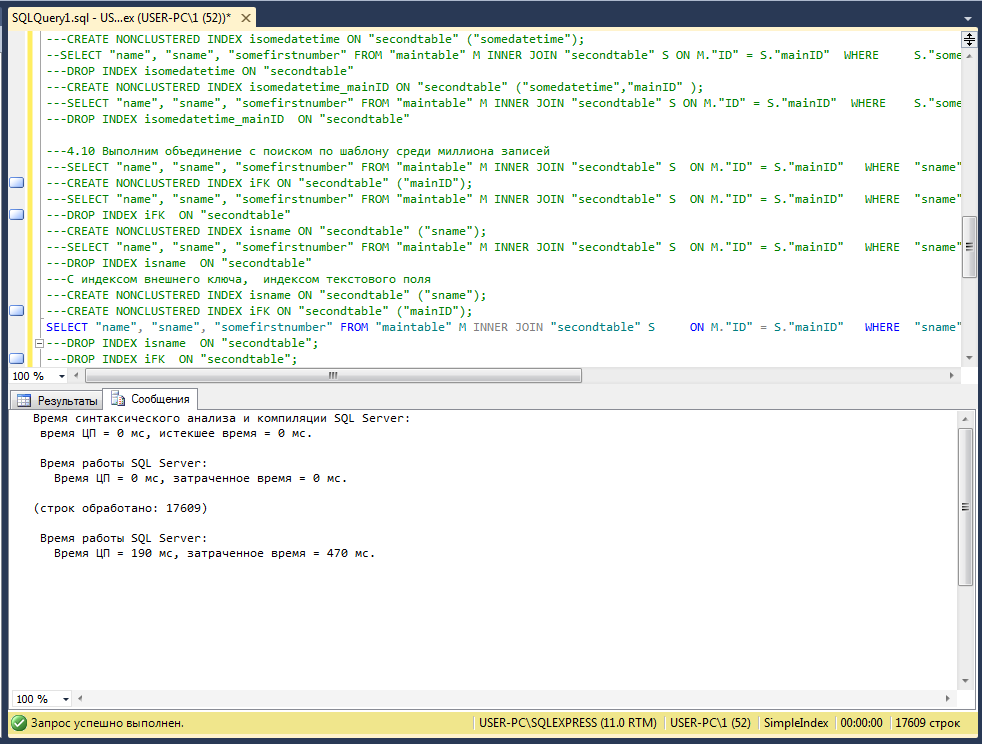 SQLQuery1.sql - US...ex (USER-PC\1 (52))*
---CREATE NONCLUSTERED INDEX isomedatetime ON "secondtable" ("somedatetime");
--SELECT "name", "sname", "somefirstnumber" FROM "maintable" M INNER JOIN "secondtable" S ON M."ID" = S."mainID" WHERE S."some
---DROP INDEX isomedatetime ON "secondtable"
---CREATE NONCLUSTERED INDEX isomedatetime_mainID ON "secondtable" ("somedatetime","mainID" );
---SELECT "name", "sname", "somefirstnumber" FROM "maintable" M INNER JOIN "secondtable" S ON M."ID" = S."mainID" WHERE S."some
---DROP INDEX isomedatetime_mainID ON "secondtable"
---4.10 Выполним объединение с поиском по шаблону среди миллиона записей
---SELECT "name", "sname", "somefirstnumber" FROM "maintable" M INNER JOIN "secondtable" S ON M."ID" = S."mainID" WHERE "sname"
---CREATE NONCLUSTERED INDEX iFK ON "secondtable" ("mainID");
---SELECT "name", "sname", "somefirstnumber" FROM "maintable" M INNER JOIN "secondtable" S ON M."ID" = S."mainID" WHERE "sname"
---DROP INDEX iFK ON "secondtable"
---CREATE NONCLUSTERED INDEX isname ON "secondtable" ("sname");
---SELECT "name", "sname", "somefirstnumber" FROM "maintable" M INNER JOIN "secondtable" S ON M."ID" = S."mainID" WHERE "sname"
---DROP INDEX isname ON "secondtable"
---С индексом внешнего ключа, индексом текстового поля
---CREATE NONCLUSTERED INDEX isname ON "secondtable" ("sname");
---CREATE NONCLUSTERED INDEX iFK ON "secondtable" ("mainID");
SELECT "name", "sname", "somefirstnumber" FROM "maintable" M INNER JOIN "secondtable" S ON M."ID" = S."mainID" WHERE "sname"
---DROP INDEX isname ON "secondtable";
---DROP INDEX iFK ON "secondtable";
100 %
Результаты Сообщения
Время синтаксического анализа и компиляции SQL Server:
время ЦП = 0 мс, истекшее время = 0 мс.
Время работы SQL Server:
Время ЦП = 0 мс, затраченное время = 0 мс.
(строк обработано: 17609)
Время работы SQL Server:
Время ЦП = 190 мс, затраченное время = 470 мс.
100 %
Запрос успешно выполнен. USER-PC\SQLEXPRESS (11.0 RTM) USER-PC\1 (52) SimpleIndex 00:00:00 17609 строк